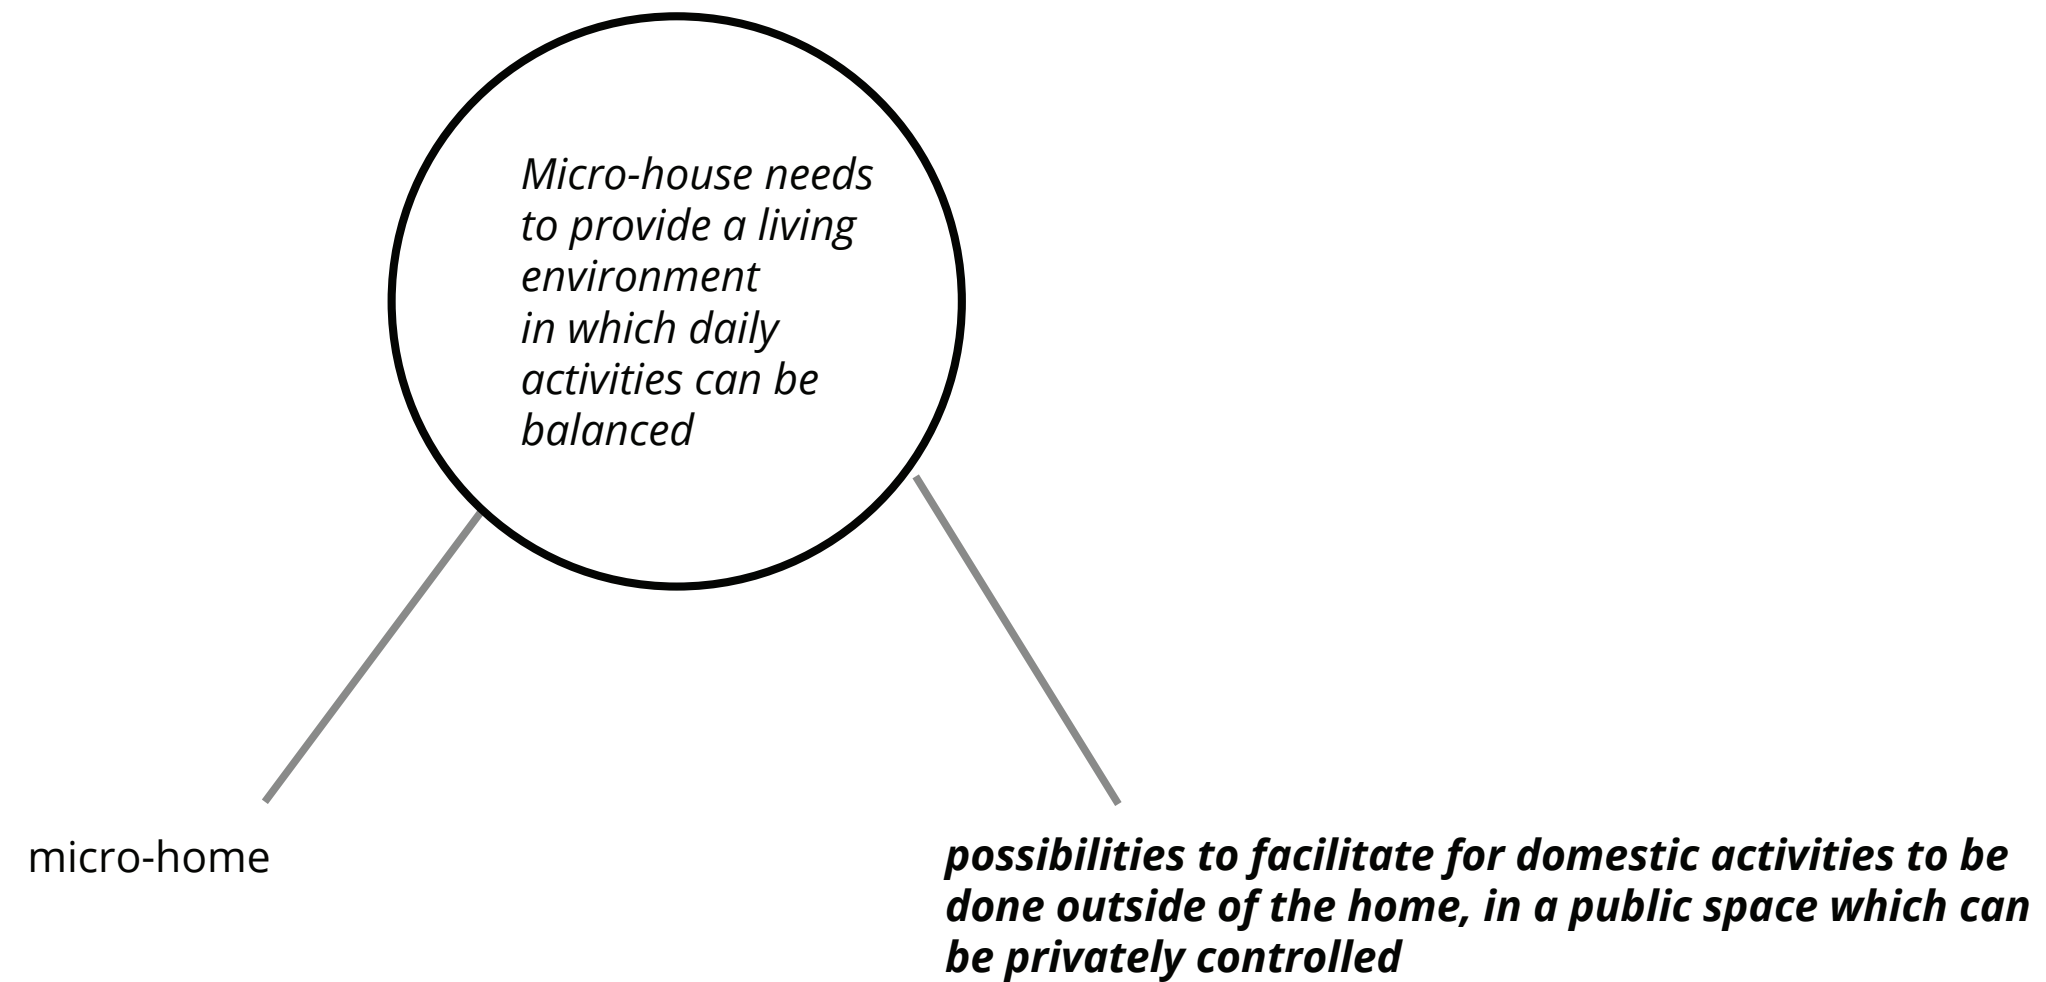 Micro-house needs
to provide a living
environment
in which daily
activities can be
balanced
micro-home
possibilities to facilitate for domestic activities to be
done outside of the home, in a public space which can
be privately controlled